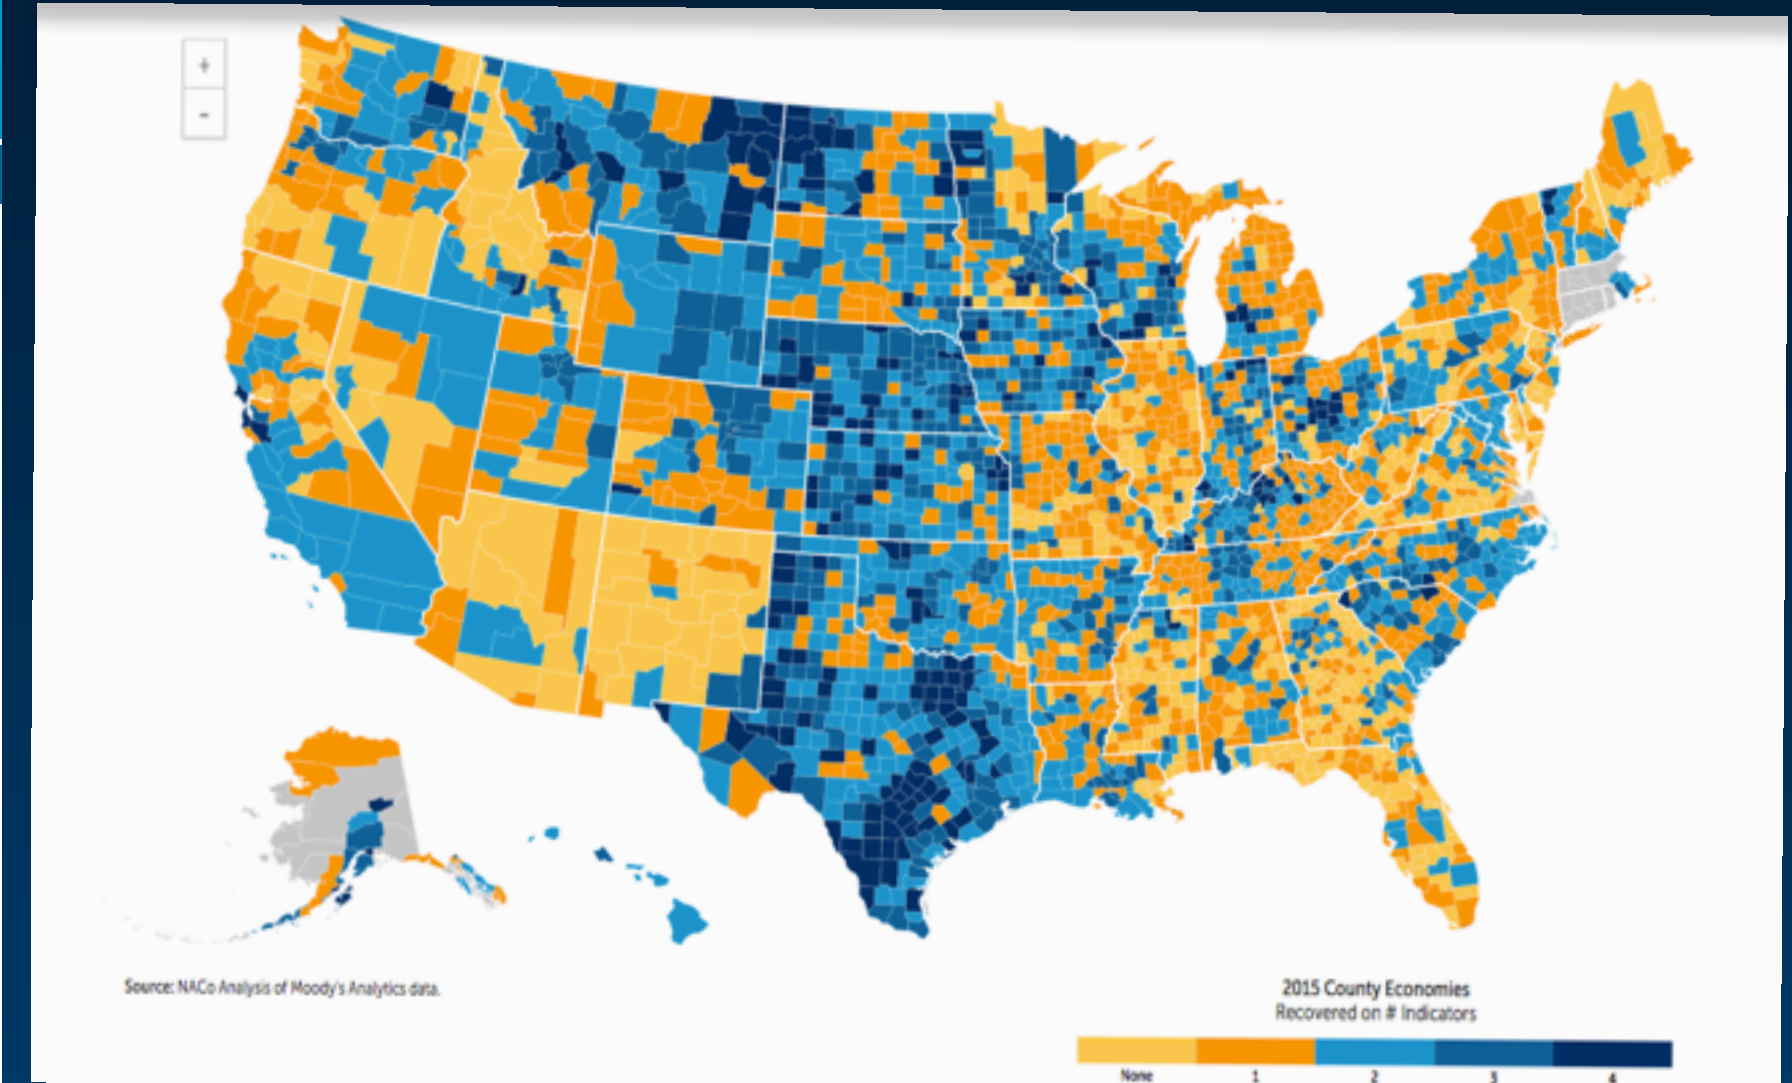 +
-
Source: NACo Analysis of Moody's Analytics data.
2015 County Economies
Recovered on # Indicators
None 1 2 3 4